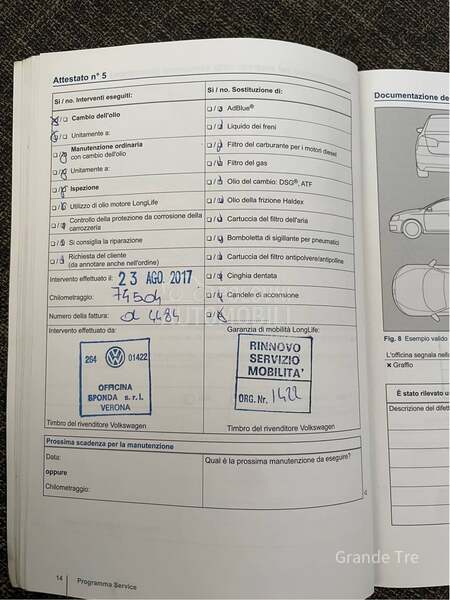 Attestato n° 5
Si / no. Interventi eseguiti:
Si / no. Sostituzione di:
Cambio dell'olio
AdBlue®
Unitamente a:
Liquido dei freni
Manutenzione ordinaria
con cambio dell'olio
Filtro del carburante per i motori diesel
Unitamente a:
Filtro del gas
Ispezione
Olio del cambio: DSG®, ATF
Utilizzo di olio motore LongLife
Olio della frizione Haldex
Controllo della protezione da corrosione della
carrozzeria
Cartuccia del filtro dell'aria
Si consiglia la riparazione
Bomboletta di sigillante per pneumatici
Richiesta del cliente
(da annotare anche nell'ordine)
Cartuccia del filtro antipolvere/antipolline
Intervento effettuato il: 23 AGO. 2017
Cinghia dentata
Chilometraggio: 74504
Candele di accensione
Numero della fattura: 4484
Intervento effettuato da:
Garanzia di mobilità LongLife:
264 01422
OFFICINA
SPONDA s.r.l.
VERONA
RINNOVO
SERVIZIO
MOBILITA'
ORG. Nr. 1422
Timbro del rivenditore Volkswagen
Timbro del rivenditore Volkswagen
Prossima scadenza per la manutenzione
Data:
Qual è la prossima manutenzione da eseguire?
oppure
Chilometraggio:
14 Programma Service
Documentazione de
Fig. 8 Esempio valido
L'officina segnala nella
Graffio
È stato rilevato u
Descrizione del difett
Grande Tre